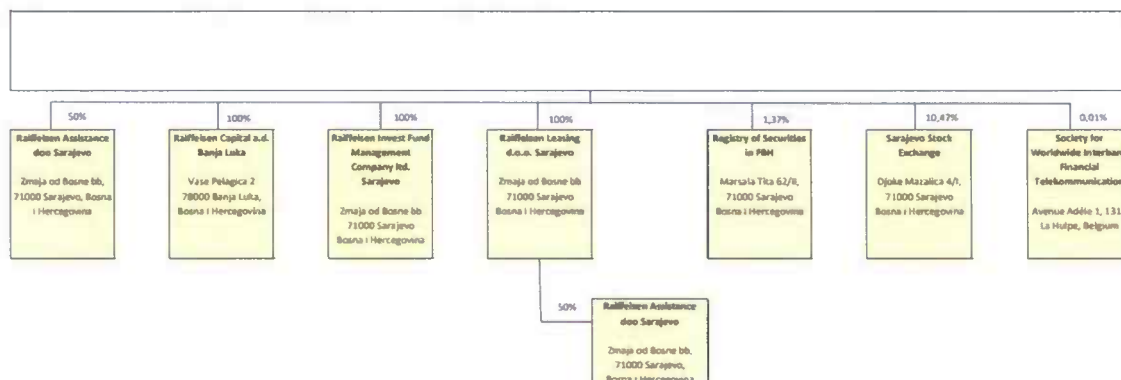 50%
Raiffeisen Assistance
doo Sarajevo
Zmaja od Bosne bb,
71000 Sarajevo, Bosna
i Hercegovina
100%
Raiffeisen Capital a.d.
Banja Luka
Vase Pelagica 2
78000 Banja Luka,
Bosna i Hercegovina
100%
Raiffeisen Invest Fund
Management
Company ltd.
Sarajevo
Zmaja od Bosne bb
71000 Sarajevo
Bosna i Hercegovina
100%
Raiffeisen Leasing
d.o.o. Sarajevo
Zmaja od Bosne bb
71000 Sarajevo
Bosna i Hercegovina
1,37%
Registry of Securities
in FBH
Marsala Tita 62/II,
71000 Sarajevo
Bosna i Hercegovina
10,47%
Sarajevo Stock
Exchange
Djoke Mazalica 4/I,
71000 Sarajevo
Bosna i Hercegovina
0,01%
Society for
Worldwide Interban
Financial
Telekommunication
Avenue Adèle 1, 131
La Hulpe, Belgium
50%
Raiffeisen Assistance
doo Sarajevo
Zmaja od Bosne bb,
71000 Sarajevo,
Bosna i Hercegovina